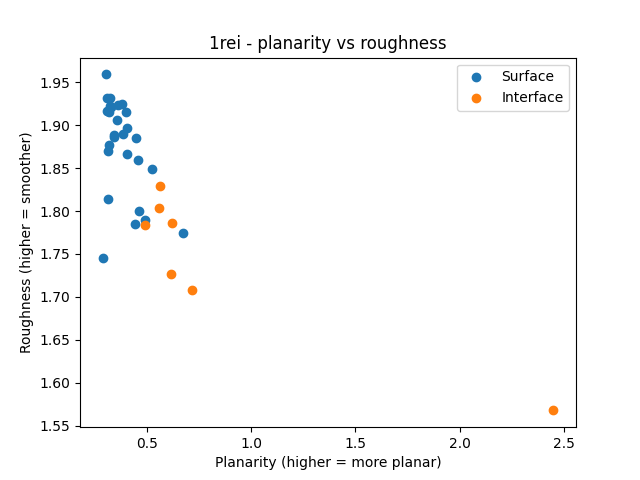 1rei - planarity vs roughness
Surface
Interface
Roughness (higher = smoother)
1.95
1.90
1.85
1.80
1.75
1.70
1.65
1.60
1.55
0.5 1.0 1.5 2.0 2.5
Planarity (higher = more planar)